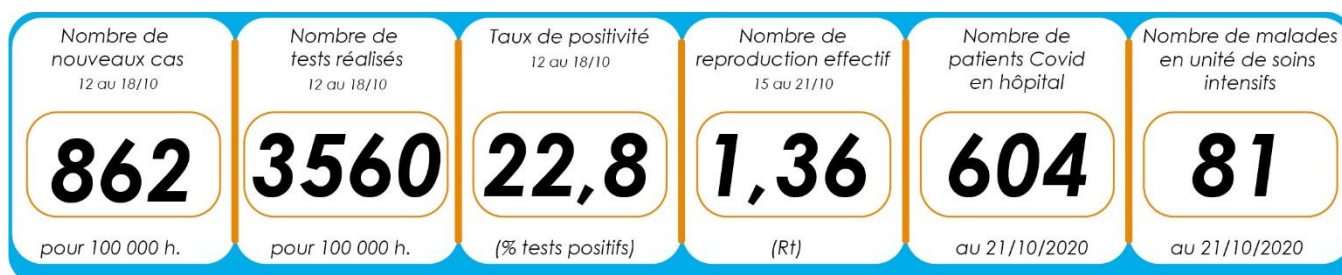 Nombre de
nouveaux cas
12 au 18/10
862
pour 100 000 h.
Nombre de
tests réalisés
12 au 18/10
3560
pour 100 000 h.
Taux de positivité
12 au 18/10
22,8
(% tests positifs)
Nombre de
reproduction effectif
15 au 21/10
1,36
(Rt)
Nombre de
patients Covid
en hôpital
604
au 21/10/2020
Nombre de malades
en unité de soins
intensifs
81
au 21/10/2020